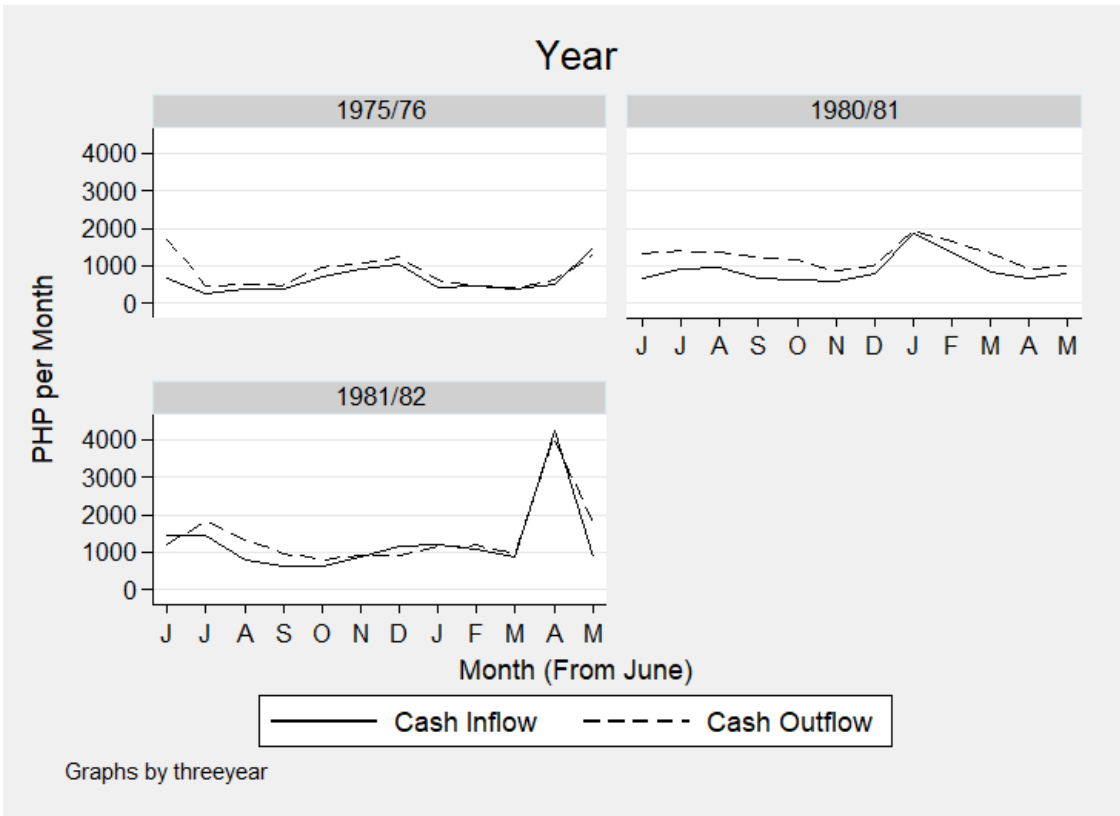 Year
1975/76
1980/81
4000
3000
2000
1000
0
J J A S O N D J F M A M
1981/82
4000
3000
2000
1000
0
J J A S O N D J F M A M
PHP per Month
Month (From June)
Cash Inflow Cash Outflow
Graphs by threeyear